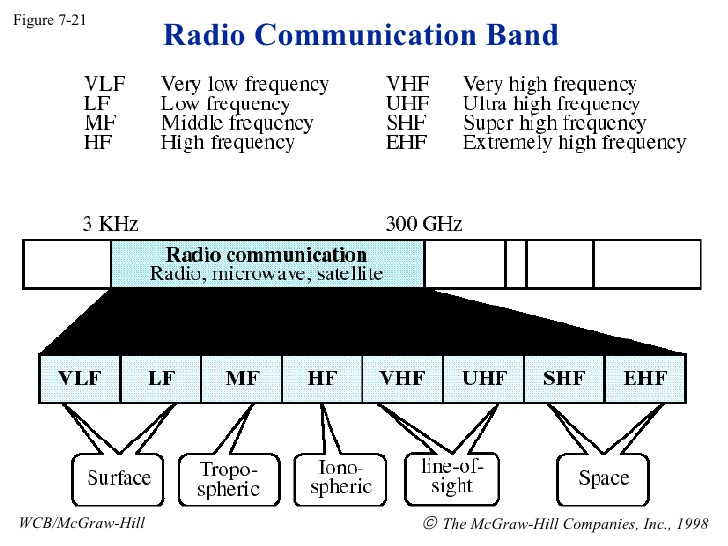 Figure 7-21
Radio Communication Band
VLF Very low frequency VHF Very high frequency
LF Low frequency UHF Ultra high frequency
MF Middle frequency SHF Super high frequency
HF High frequency EHF Extremely high frequency
3 KHz 300 GHz
Radio communication
Radio, microwave, satellite
VLF LF MF HF VHF UHF SHF EHF
Surface
Tropo-
spheric
Iono-
spheric
line-of-
sight
Space
WCB/McGraw-Hill
© The McGraw-Hill Companies, Inc., 1998